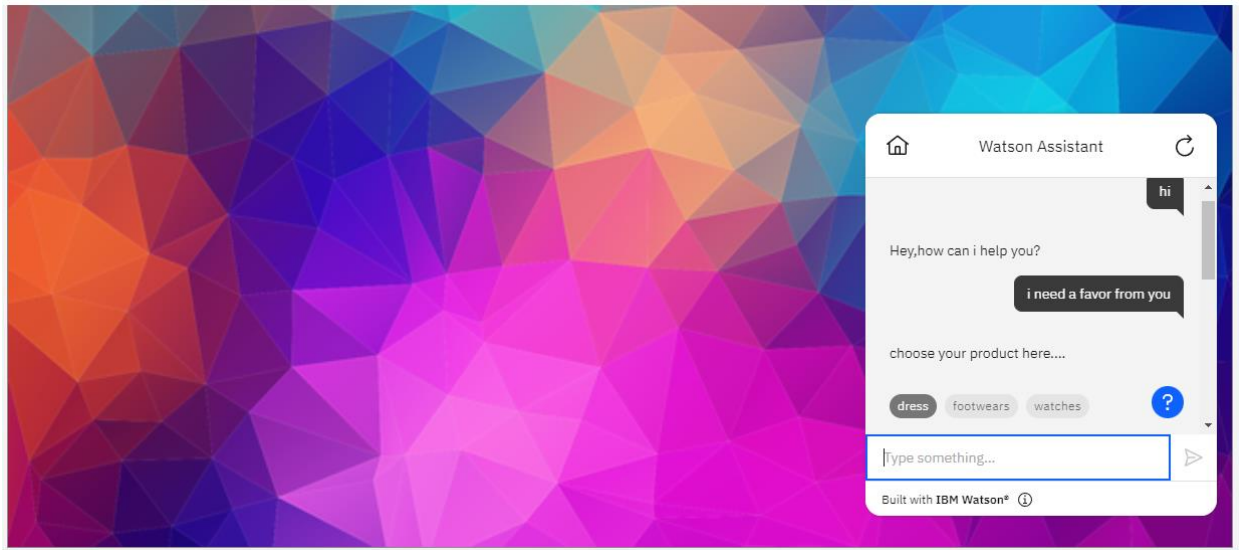 Watson Assistant
hi
Hey,how can i help you?
i need a favor from you
choose your product here....
dress footwears watches
?
Type something...
Built with IBM Watson®